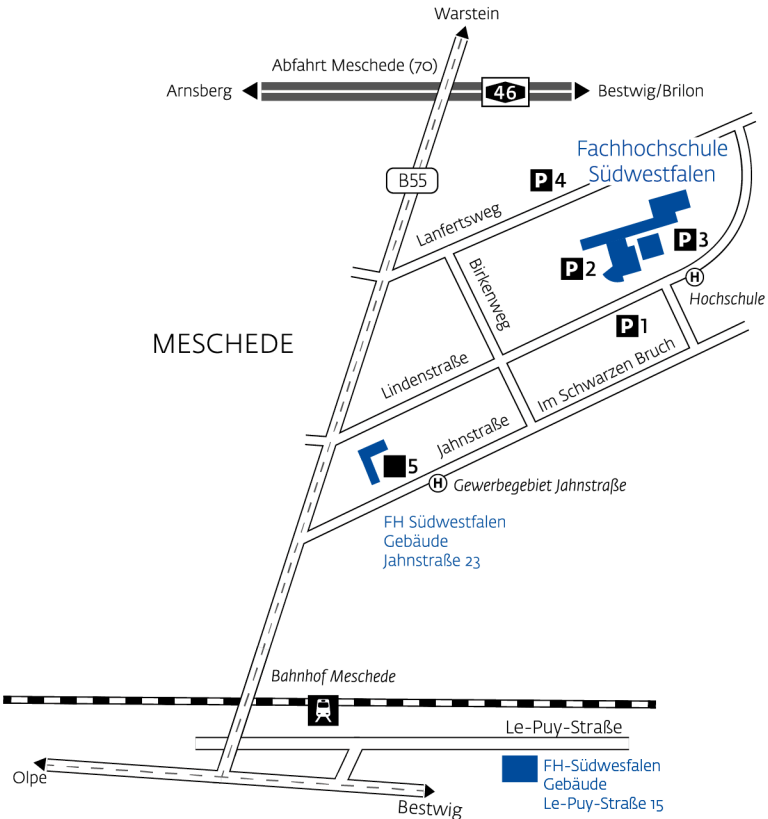 Warstein
Abfahrt Meschede (70)
Arnsberg
46
Bestwig/Brilon
Fachhochschule
Südwestfalen
B55
P 4
Lanfertsweg
P 3
P 2
Birkenweg
H
Hochschule
P 1
MESCHEDE
Lindenstraße
Im Schwarzen Bruch
Jahnstraße
5
H
Gewerbegebiet Jahnstraße
FH Südwestfalen
Gebäude
Jahnstraße 23
Bahnhof Meschede
Le-Puy-Straße
Olpe
Bestwig
FH-Südwesfalen
Gebäude
Le-Puy-Straße 15